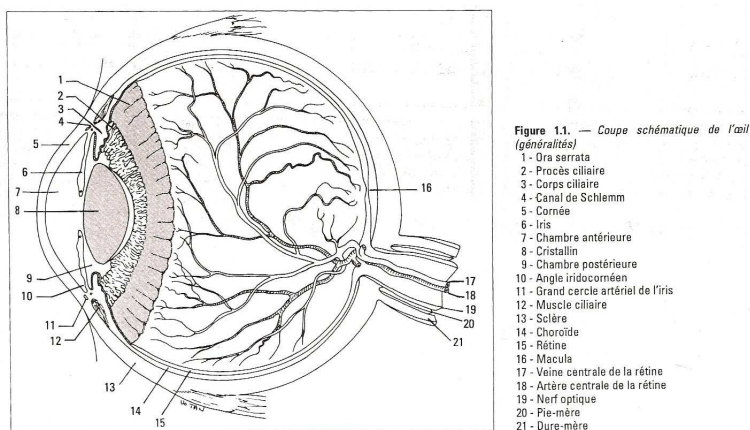 1
2
3
4
5
6
7
8
9
10
11
12
13
14
15
16
17
18
19
20
21
Figure 1.1. — Coupe schématique de l'œil
(généralités)
1 - Ora serrata
2 - Procès ciliaire
3 - Corps ciliaire
4 - Canal de Schlemm
5 - Cornée
6 - Iris
7 - Chambre antérieure
8 - Cristallin
9 - Chambre postérieure
10 - Angle iridocornéen
11 - Grand cercle artériel de l'iris
12 - Muscle ciliaire
13 - Sclère
14 - Choroïde
15 - Rétine
16 - Macula
17 - Veine centrale de la rétine
18 - Artère centrale de la rétine
19 - Nerf optique
20 - Pie-mère
21 - Dure-mère